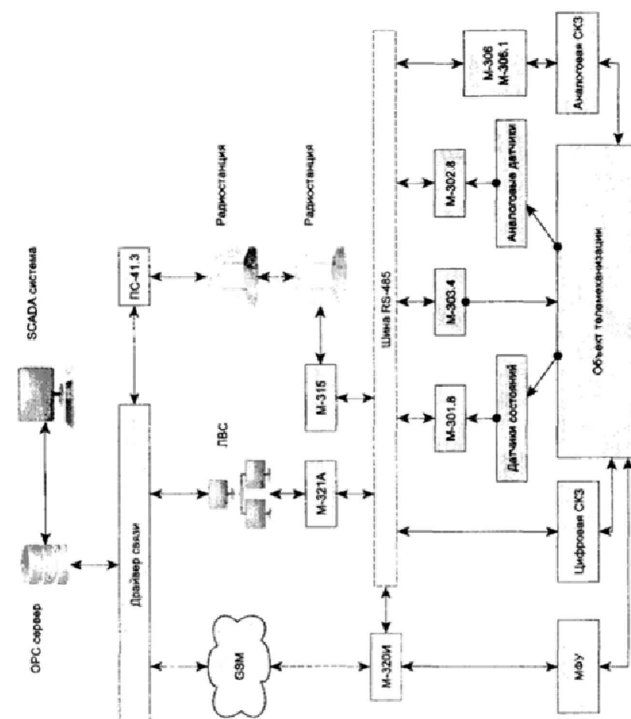 SCADA система
OPC сервер
Драйвер связи
ПС-41.3
Радиостанция
Радиостанция
ЛВС
GSM
М-321А
М-315
М-320И
Шина RS-485
М-301.8
М-303.4
М-302.8
М-306
М-306.1
Датчики состояний
Аналоговые датчики
МФУ
Цифровая СКЗ
Аналоговая СКЗ
Объект телемеханизации